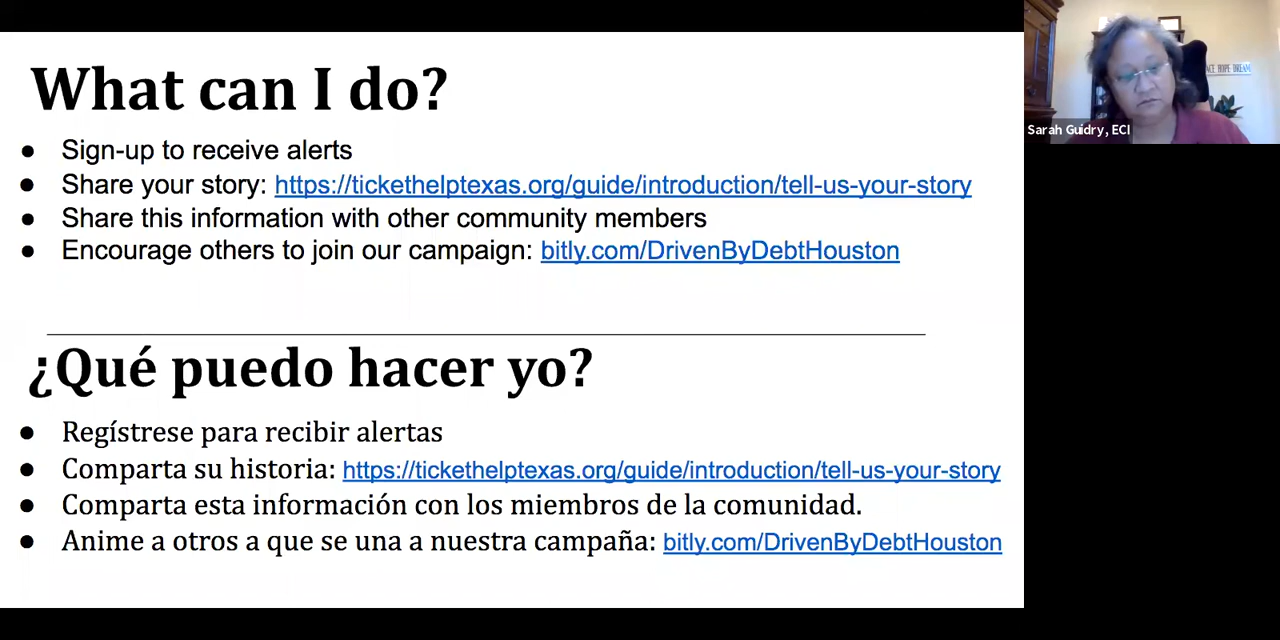 What can I do?
● Sign-up to receive alerts
● Share your story: https://tickethelptexas.org/guide/introduction/tell-us-your-story
● Share this information with other community members
● Encourage others to join our campaign: bitly.com/DrivenByDebtHouston
¿Qué puedo hacer yo?
● Regístrese para recibir alertas
● Comparta su historia: https://tickethelptexas.org/guide/introduction/tell-us-your-story
● Comparta esta información con los miembros de la comunidad.
● Anime a otros a que se una a nuestra campaña: bitly.com/DrivenByDebtHouston
HOPE DREAM
Sarah Guidry, ECI